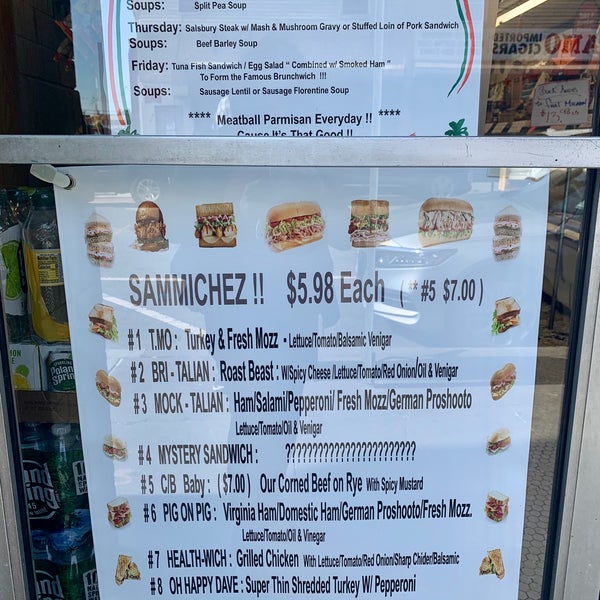 Soups: Split Pea Soup
Thursday: Salsbury Steak w/ Mash & Mushroom Gravy or Stuffed Loin of Pork Sandwich
Soups: Beef Barley Soup
Friday: Tuna Fish Sandwich / Egg Salad " Combined w/ Smoked Ham "
To Form the Famous Brunchwich !!!
Soups: Sausage Lentil or Sausage Florentine Soup
**** Meatball Parmisan Everyday !! ****
Cause It's That Good !!
IMPORTED
CIGARS
$13.
SAMMICHEZ !! $5.98 Each ( ** #5 $7.00 )
#1 T.MO : Turkey & Fresh Mozz - Lettuce/Tomato/Balsamic Venigar
#2 BRI - TALIAN : Roast Beast : W/Spicy Cheese /Lettuce/Tomato/Red Onion/Oil & Venigar
#3 MOCK - TALIAN : Ham/Salami/Pepperoni/ Fresh Mozz/German Proshooto
Lettuce/Tomato/Oil & Venigar
#4 MYSTERY SANDWICH : ????????????????????????
#5 C/B Baby : ($7.00) Our Corned Beef on Rye With Spicy Mustard
#6 PIG ON PIG : Virginia Ham/Domestic Ham/German Proshooto/Fresh Mozz.
Lettuce/Tomato/Oil & Vinegar
#7 HEALTH-WICH : Grilled Chicken With Lettuce/Tomato/Red Onion/Sharp Chider/Balsamic
#8 OH HAPPY DAVE : Super Thin Shredded Turkey W/ Pepperoni